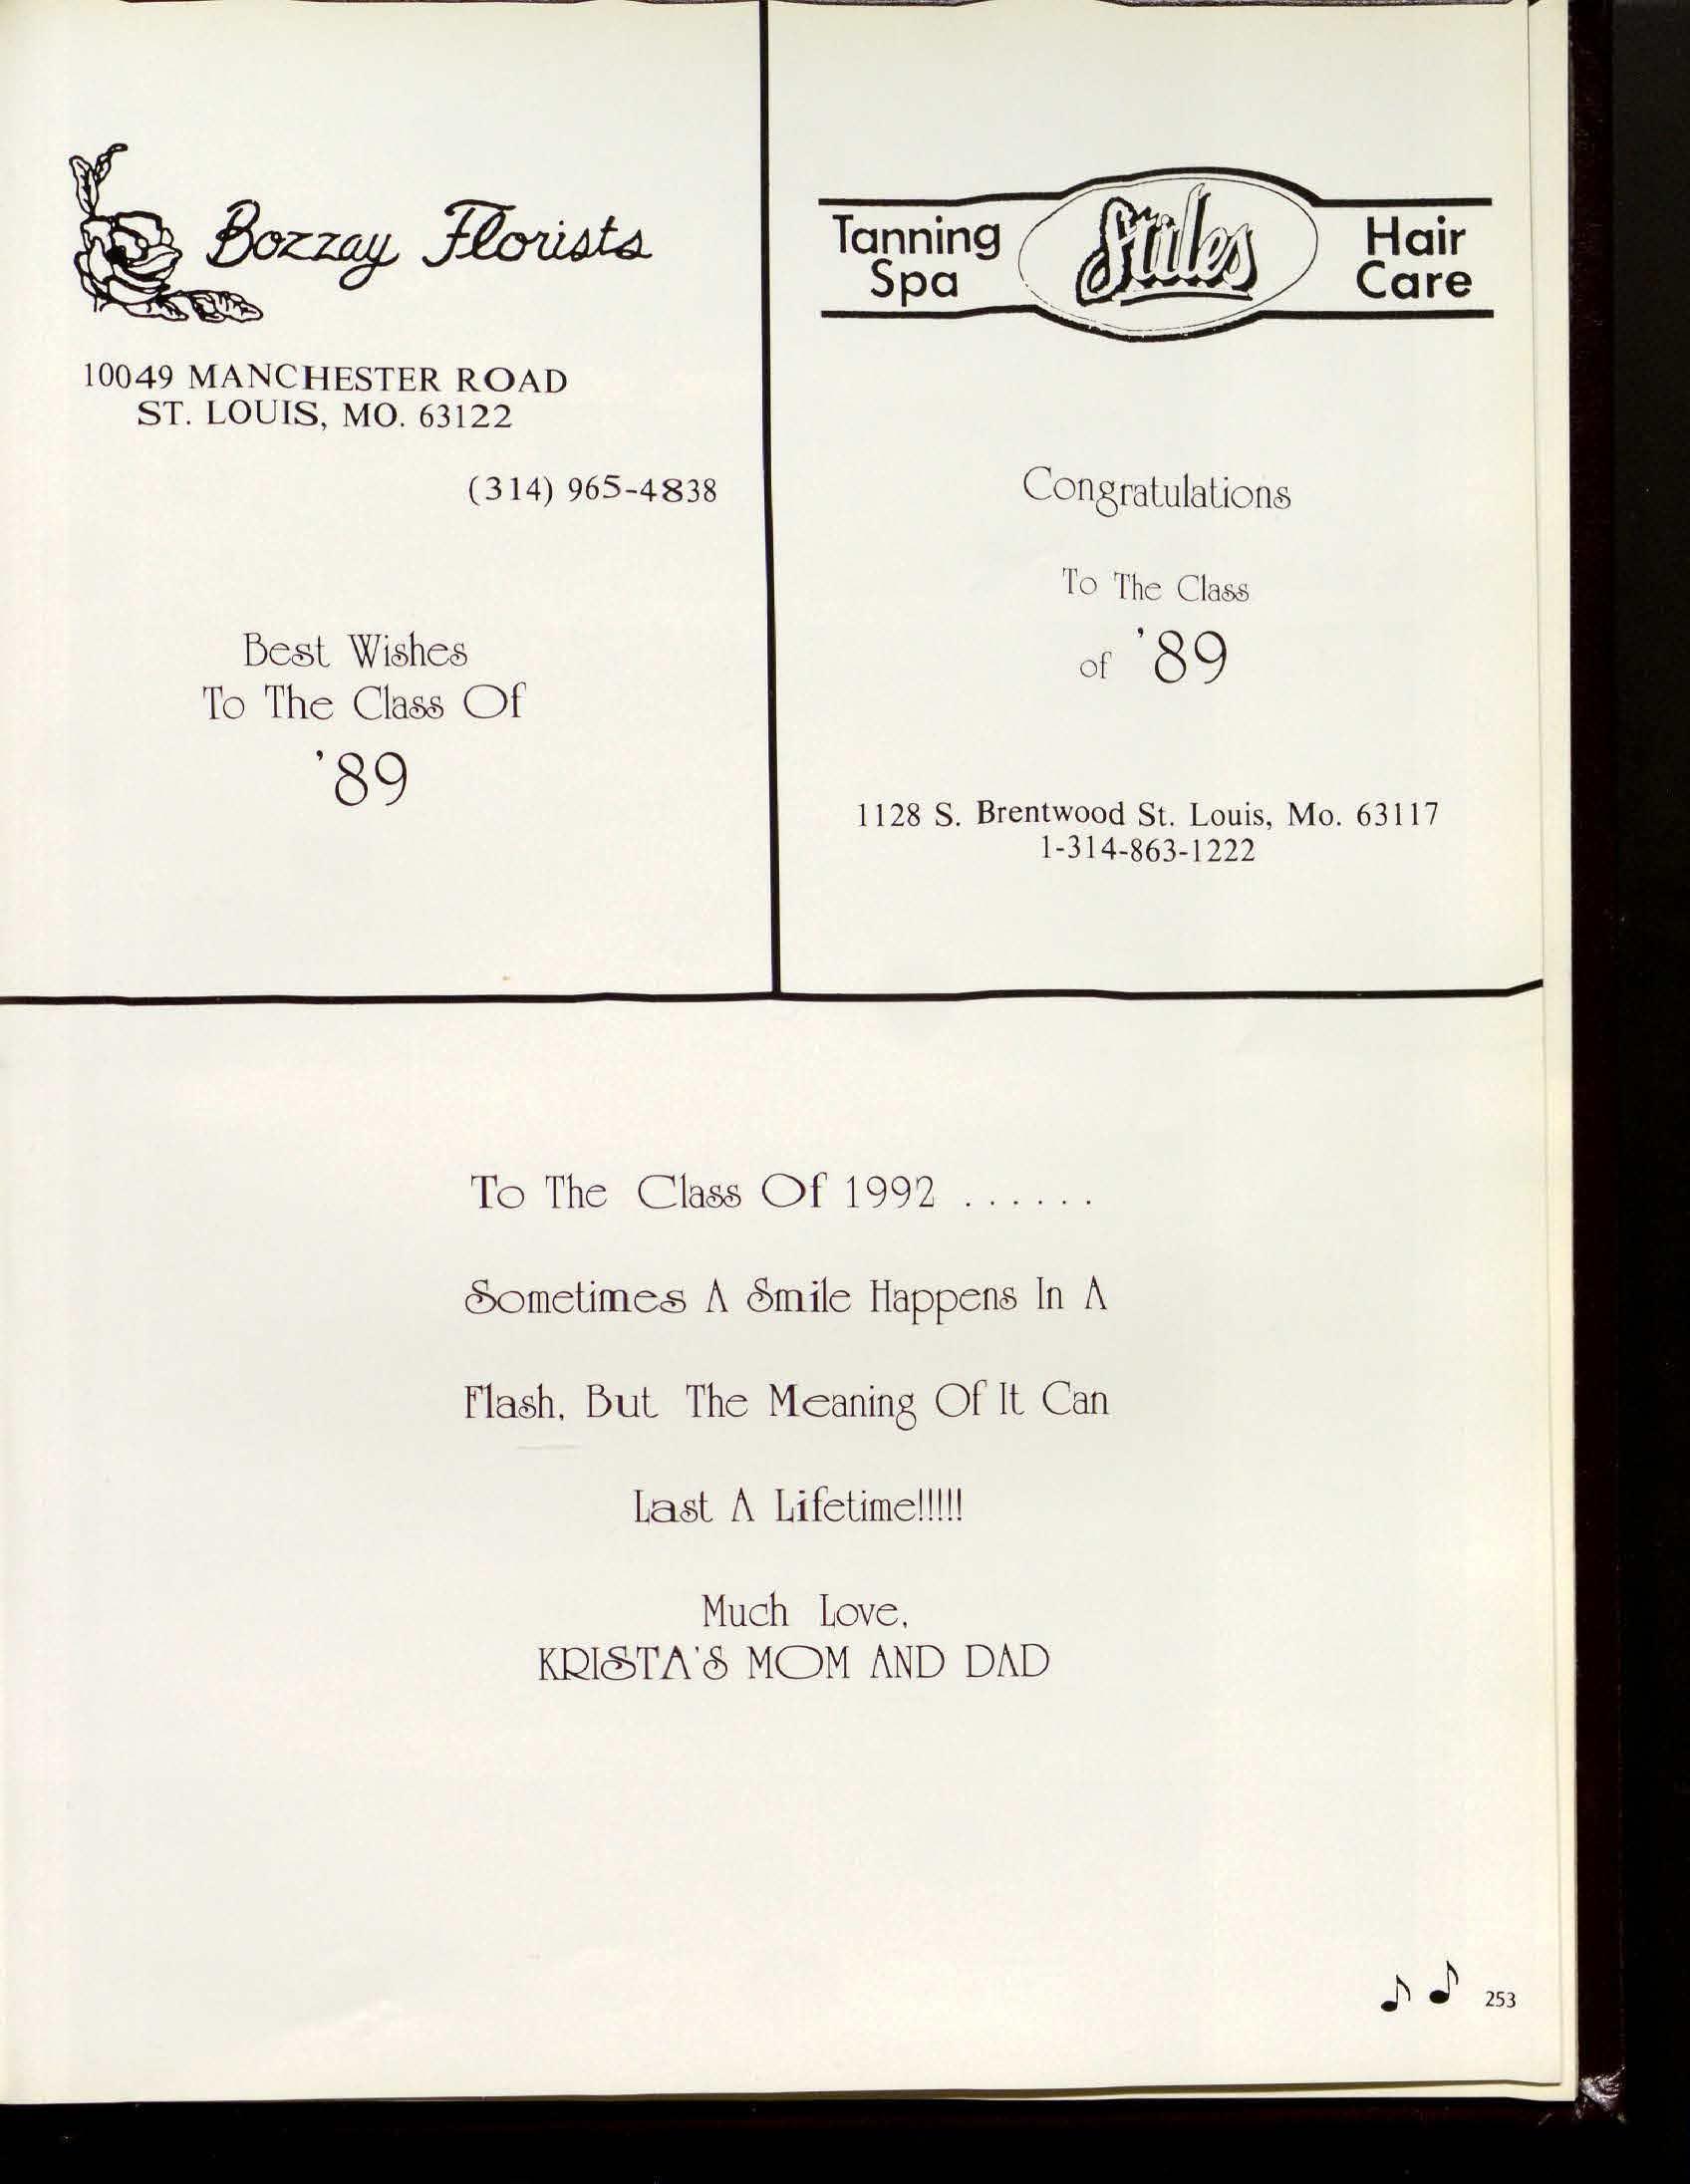 Bozzay Florists
10049 MANCHESTER ROAD
ST. LOUIS, MO. 63122
(314) 965-4838
Best Wishes
To The Class Of
'89
Tanning
Spa
Stiles
Hair
Care
Congratulations
To The Class
of '89
1128 S. Brentwood St. Louis, Mo. 63117
1-314-863-1222
To The Class Of 1992 ......
Sometimes A Smile Happens In A
Flash, But The Meaning Of It Can
Last A Lifetime!!!!!
Much Love,
KRISTA'S MOM AND DAD
253